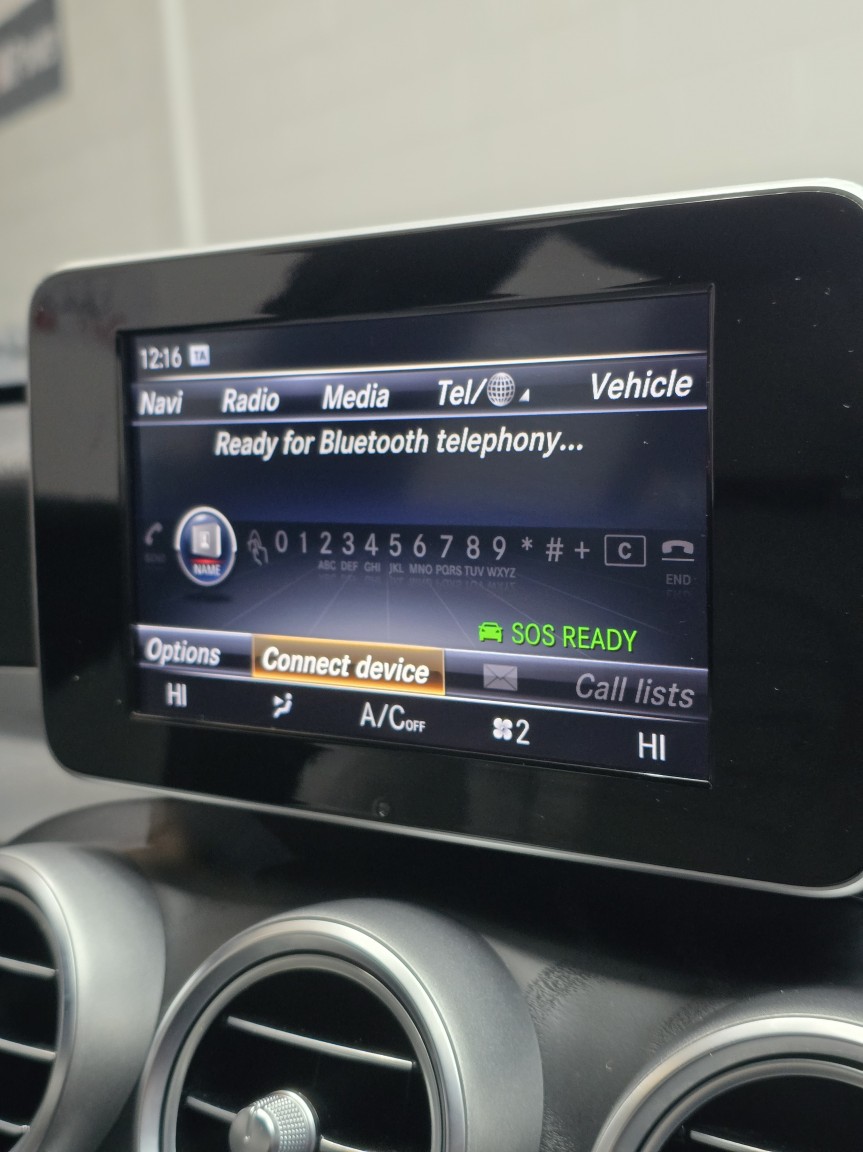 12:16 TA
Navi Radio Media Tel/ Vehicle
Ready for Bluetooth telephony...
NAME 0 1 2 3 4 5 6 7 8 9 * # + C
ABC DEF GHI JKL MNO PQRS TUV WXYZ END
SOS READY
Options Connect device Call lists
HI A/C OFF 2 HI